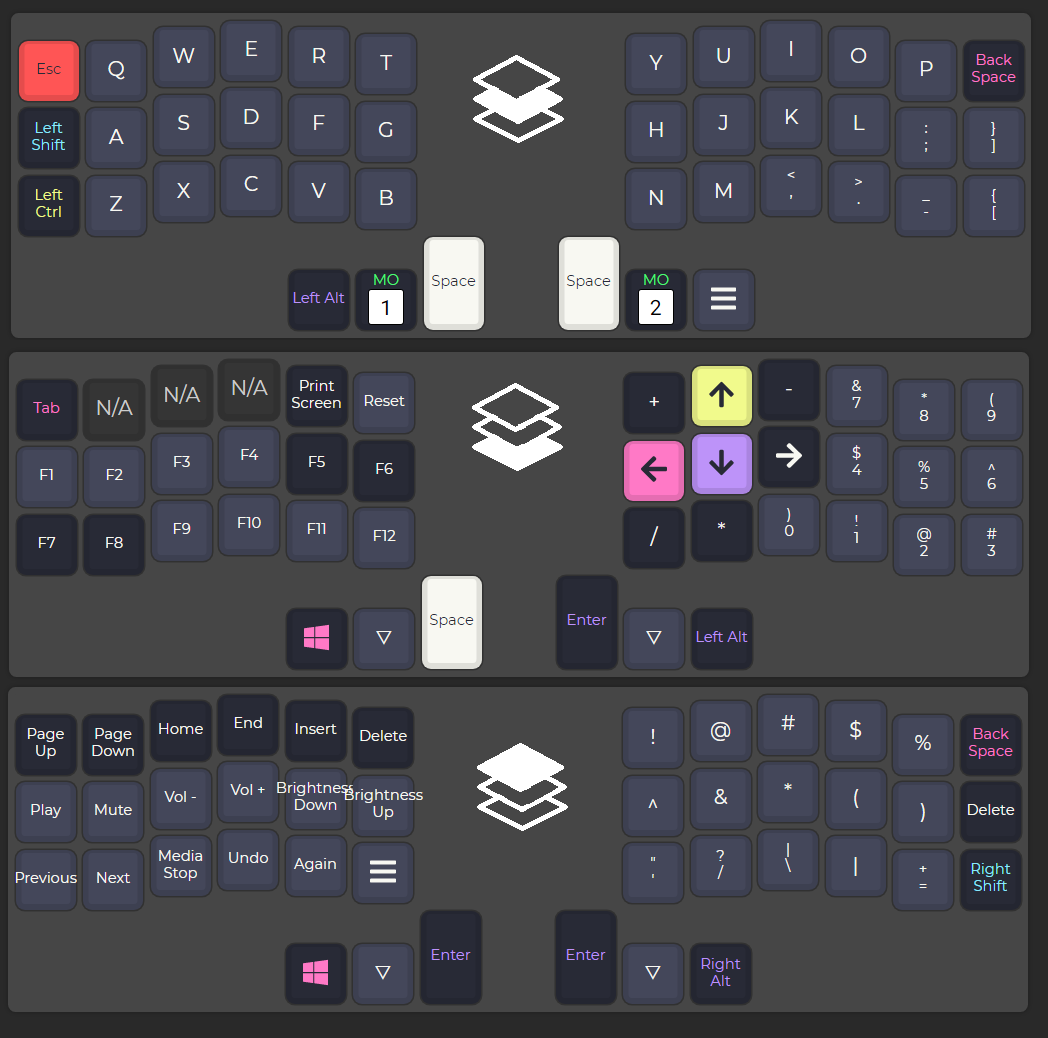 Esc Q W E R T Y U I O P Back Space
Left Shift A S D F G H J K L : ; } ]
Left Ctrl Z X C V B N M < , > . _ - { [
Left Alt MO 1 Space Space MO 2
Tab N/A N/A N/A Print Screen Reset + - & 7 * 8 ( 9
F1 F2 F3 F4 F5 F6 $ 4 % 5 ^ 6
F7 F8 F9 F10 F11 F12 / * ) 0 ! 1 @ 2 # 3
Space Enter Left Alt
Page Up Page Down Home End Insert Delete ! @ # $ % Back Space
Play Mute Vol - Vol + Brightness Down Brightness Up ^ & * ( ) Delete
Previous Next Media Stop Undo Again " ' ? / | \ | + = Right Shift
Enter Enter Right Alt